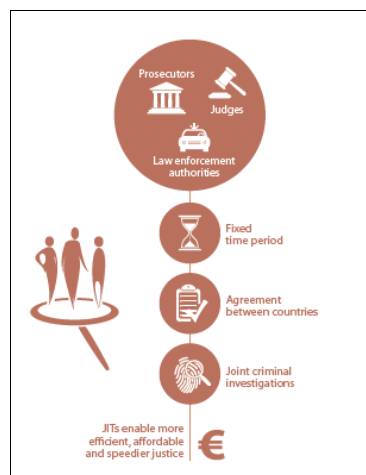 Prosecutors
Judges
Law enforcement
authorities
Fixed
time period
Agreement
between countries
Joint criminal
investigations
JITs enable more
efficient, affordable
and speedier justice
€